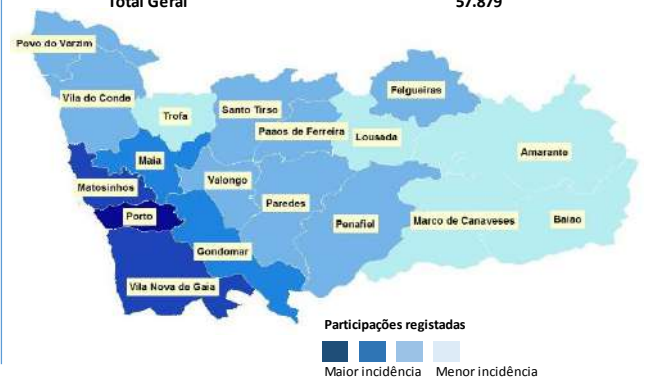 Total Geral 57.879
Povo do Varzim
Vila do Conde
Trofa
Santo Tirso
Felgueiras
Paços de Ferreira
Lousada
Amarante
Maia
Matosinhos
Valongo
Paredes
Porto
Penafiel
Marco de Canaveses
Baiao
Gondomar
Vila Nova de Gaia
Participações registadas
Maior incidência Menor incidência